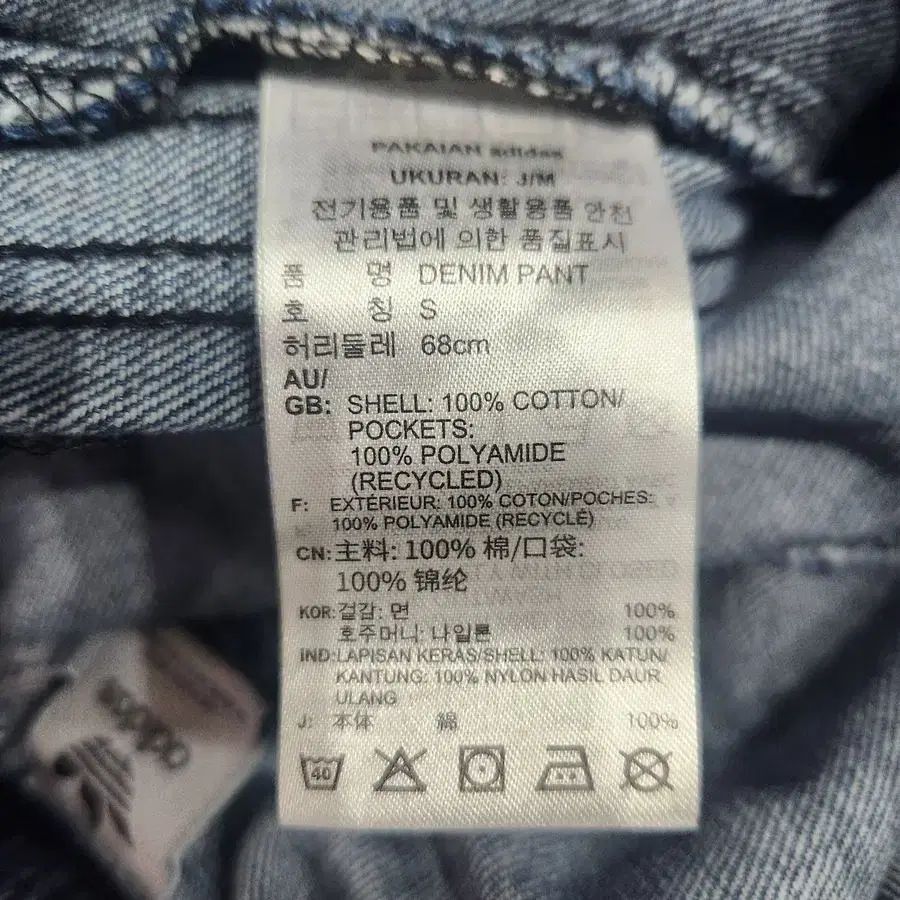 PAKAIAN adidas
UKURAN: J/M
전기용품 및 생활용품 안전
관리법에 의한 품질표시
품 명 DENIM PANT
호 칭 S
허리둘레 68cm
AU/
GB: SHELL: 100% COTTON/
POCKETS:
100% POLYAMIDE
(RECYCLED)
F: EXTÉRIEUR: 100% COTON/POCHES:
100% POLYAMIDE (RECYCLÉ)
CN: 主料: 100% 棉/口袋:
100% 锦纶
KOR: 겉감: 면 100%
호주머니: 나일론 100%
IND: LAPISAN KERAS/SHELL: 100% KATUN/
KANTUNG: 100% NYLON HASIL DAUR
ULANG
J: 本体 綿 100%
40
adidas